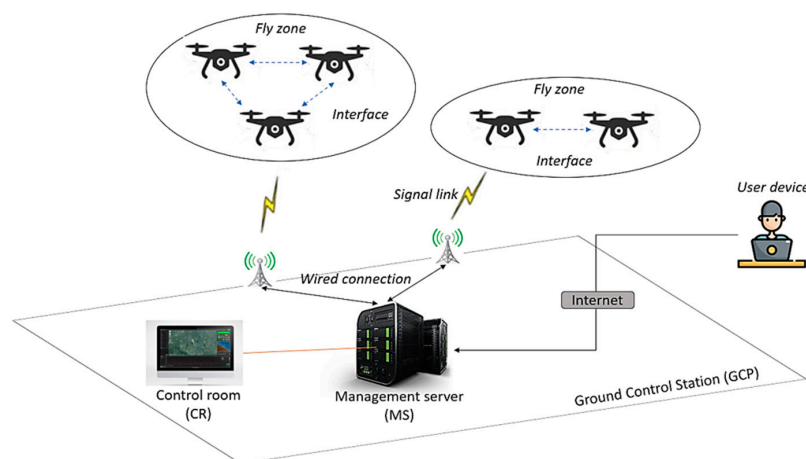 Fly zone
Interface
Fly zone
Interface
Signal link
User device
Wired connection
Internet
Control room
(CR)
Management server
(MS)
Ground Control Station (GCP)